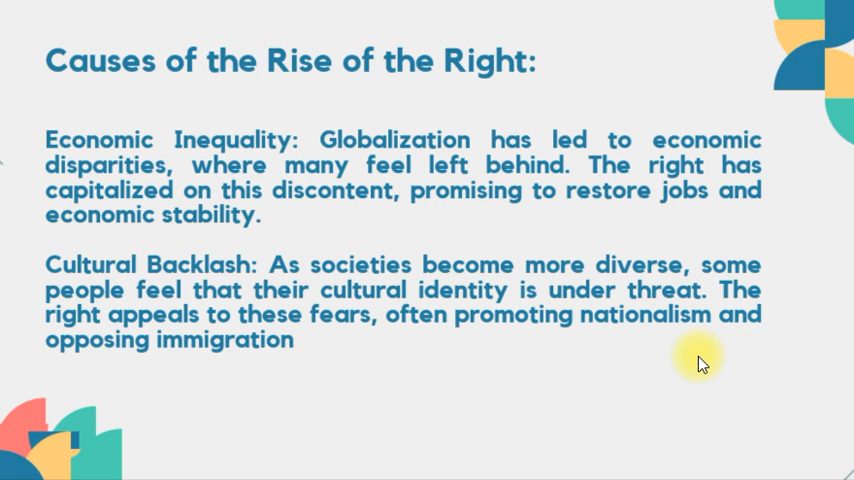 Causes of the Rise of the Right:
Economic Inequality: Globalization has led to economic
disparities, where many feel left behind. The right has
capitalized on this discontent, promising to restore jobs and
economic stability.
Cultural Backlash: As societies become more diverse, some
people feel that their cultural identity is under threat. The
right appeals to these fears, often promoting nationalism and
opposing immigration